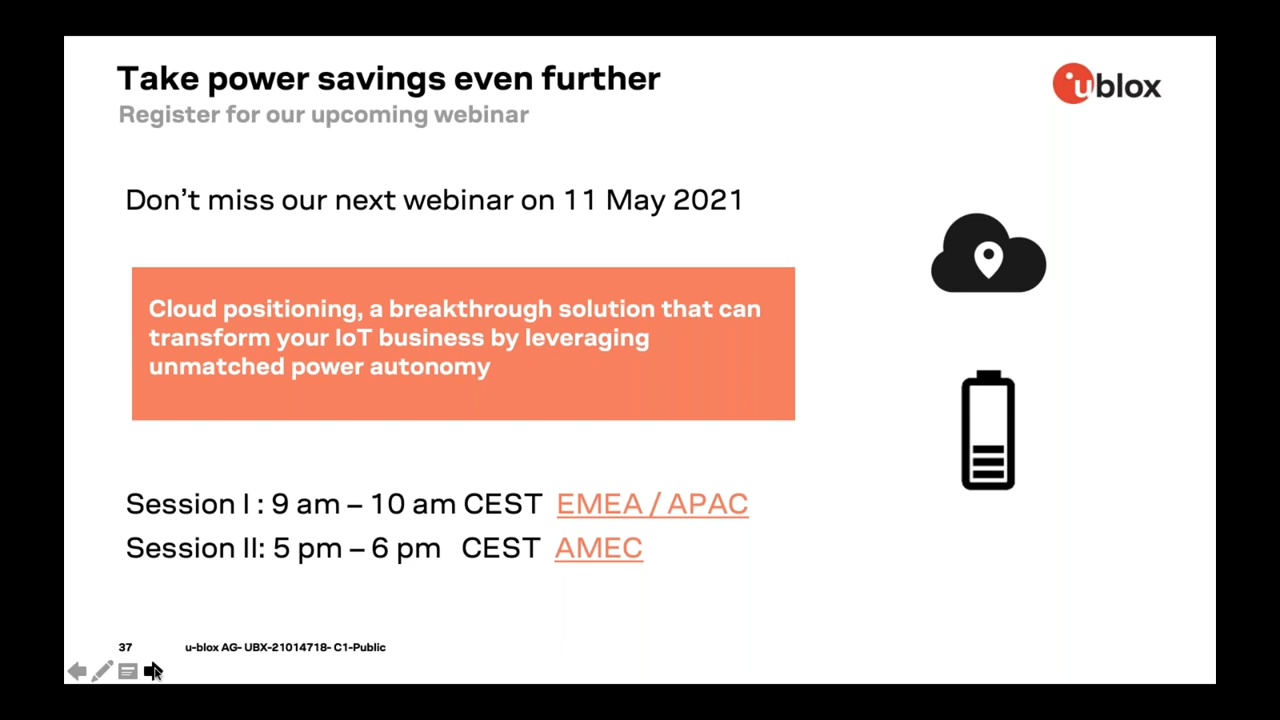 Take power savings even further
Register for our upcoming webinar
ublox
Don't miss our next webinar on 11 May 2021
Cloud positioning, a breakthrough solution that can
transform your IoT business by leveraging
unmatched power autonomy
Session I : 9 am – 10 am CEST EMEA / APAC
Session II: 5 pm – 6 pm CEST AMEC
37 u-blox AG- UBX-21014718- C1-Public